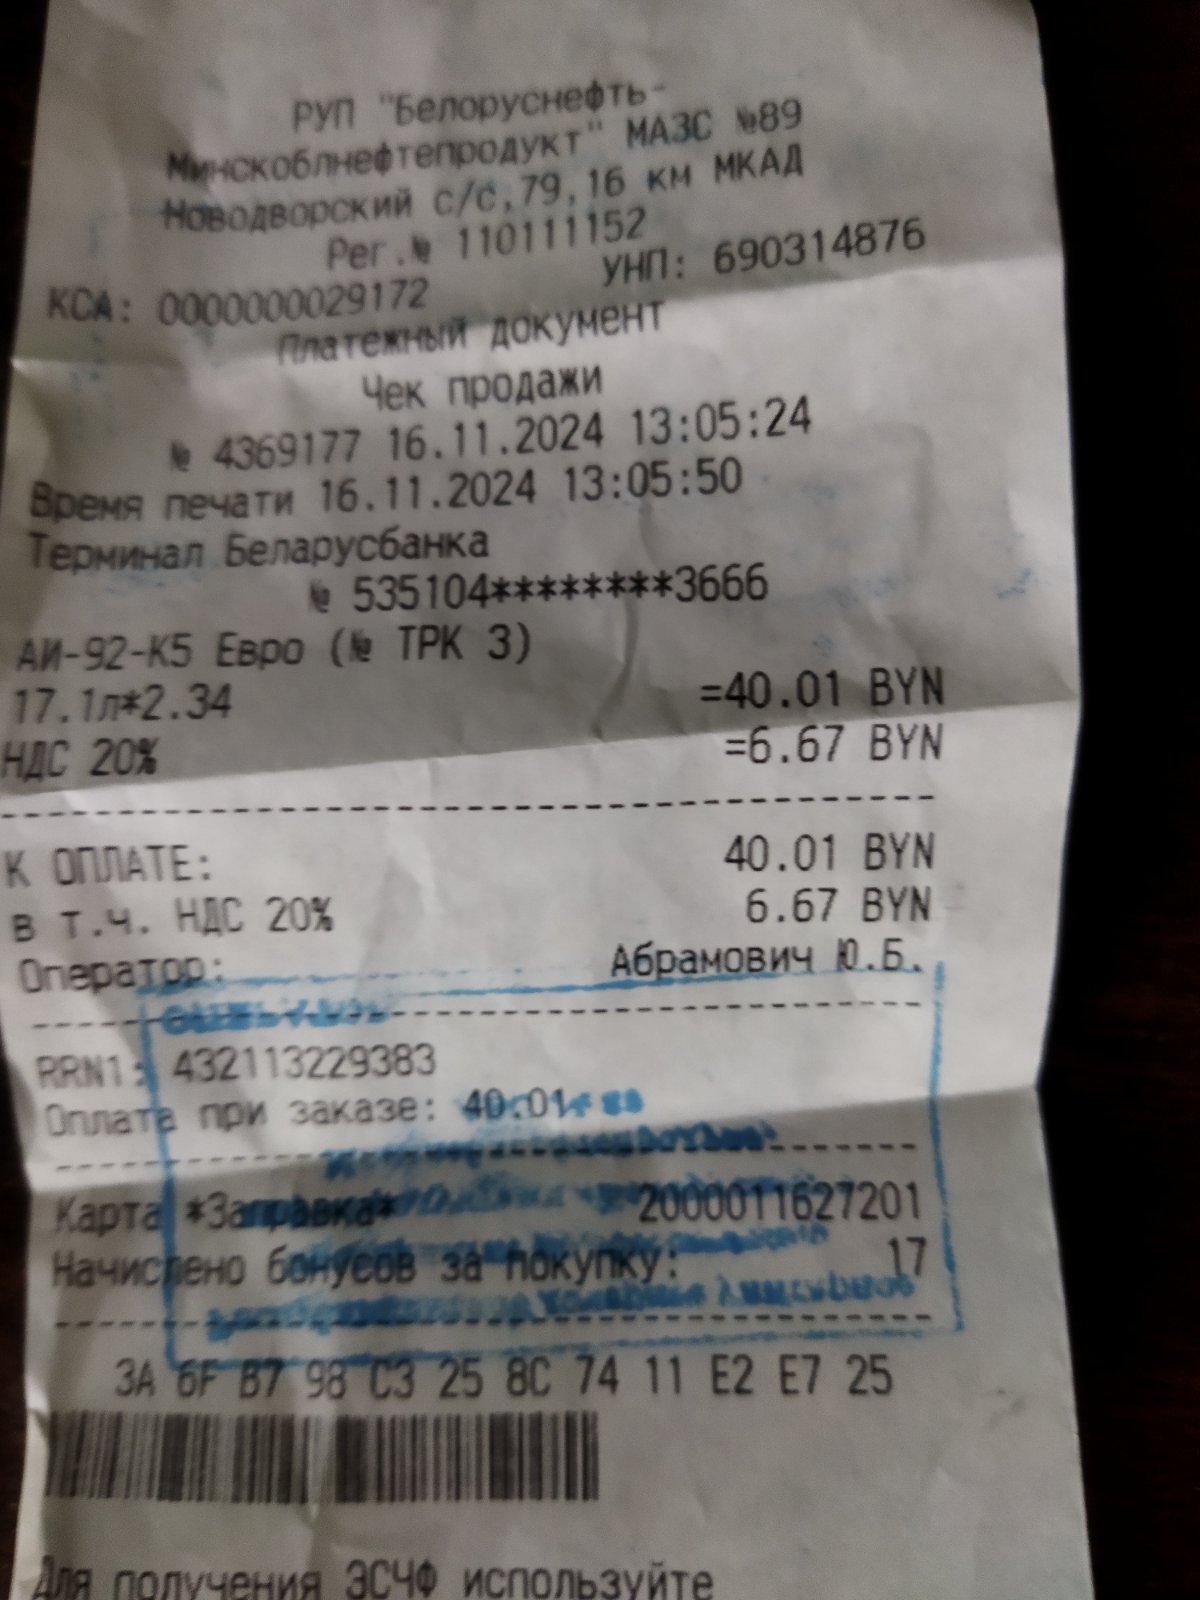 РУП "Белоруснефть-
Минскоблнефтепродукт" МАЗС №89
Новодворский с/с,79,16 км МКАД
Рег.№ 110111152
КСА: 0000000029172 УНП: 690314876
Платежный документ
Чек продажи
№ 4369177 16.11.2024 13:05:24
Время печати 16.11.2024 13:05:50
Терминал Беларусбанка
№ 535104********3666
АИ-92-К5 Евро (№ ТРК 3)
17.1л*2.34 =40.01 BYN
НДС 20% =6.67 BYN
К ОПЛАТЕ: 40.01 BYN
в т.ч. НДС 20% 6.67 BYN
Оператор: Абрамович Ю.Б.
RRN1: 432113229383
Оплата при заказе: 40.01
Карта *Заправка* 2000011627201
Начислено бонусов за покупку: 17
3A 6F B7 98 C3 25 8C 74 11 E2 E7 25
Для получения ЭСЧФ используйте